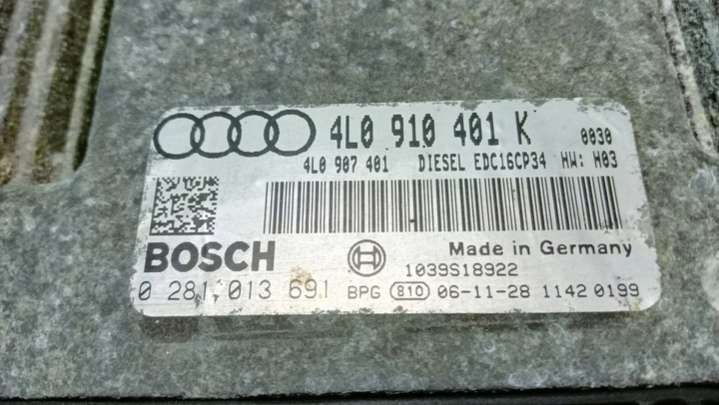 4L0 910 401 K 0030
4L0 907 401 DIESEL EDC16CP34 HW: H03
BOSCH Made in Germany
1039S18922
0 281 013 691 BPG 810 06-11-28 1142 0199